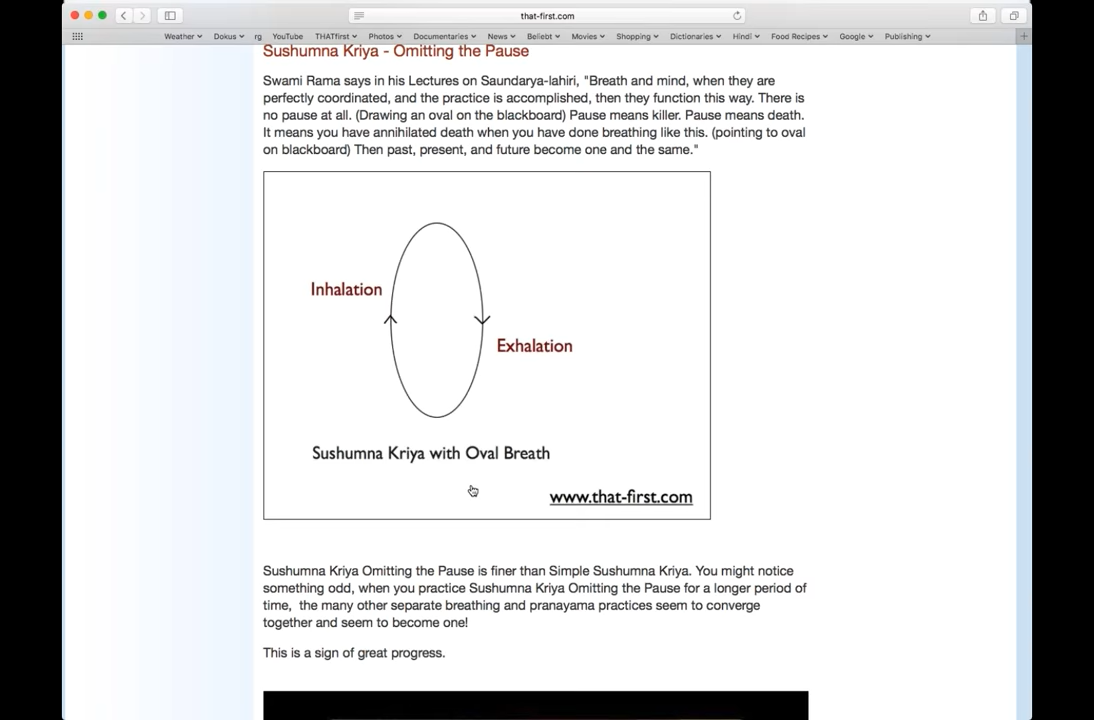 that-first.com
Weather Dokus rg YouTube THATfirst Photos Documentaries News Beliebt Movies Shopping Dictionaries Hindi Food Recipes Google Publishing
Sushumna Kriya - Omitting the Pause
Swami Rama says in his Lectures on Saundarya-lahiri, "Breath and mind, when they are
perfectly coordinated, and the practice is accomplished, then they function this way. There is
no pause at all. (Drawing an oval on the blackboard) Pause means killer. Pause means death.
It means you have annihilated death when you have done breathing like this. (pointing to oval
on blackboard) Then past, present, and future become one and the same."
Inhalation
Exhalation
Sushumna Kriya with Oval Breath
www.that-first.com
Sushumna Kriya Omitting the Pause is finer than Simple Sushumna Kriya. You might notice
something odd, when you practice Sushumna Kriya Omitting the Pause for a longer period of
time, the many other separate breathing and pranayama practices seem to converge
together and seem to become one!
This is a sign of great progress.